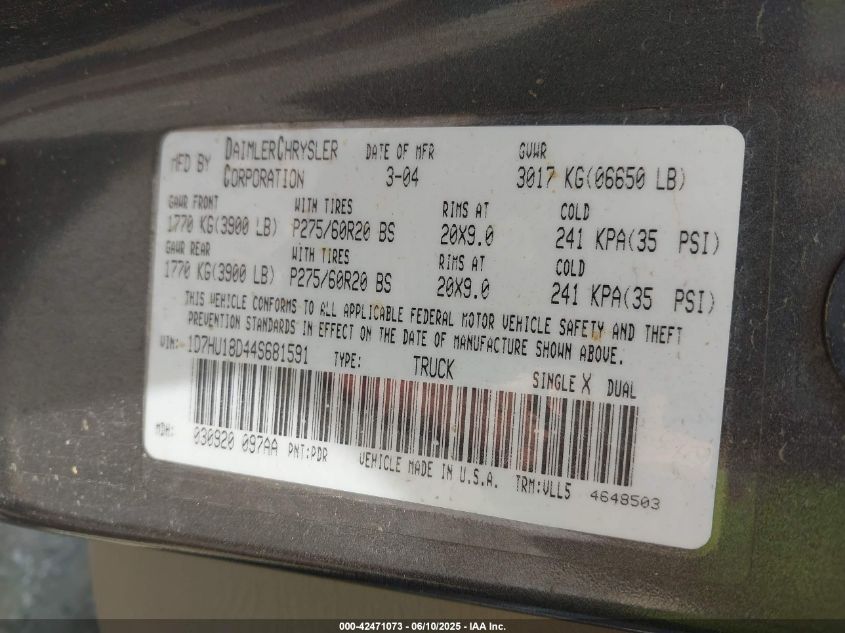 MFD BY DAIMLERCHRYSLER CORPORATION DATE OF MFR 3-04 GVWR 3017 KG(06650 LB)
GAWR FRONT WITH TIRES RIMS AT COLD
1770 KG(3900 LB) P275/60R20 BS 20X9.0 241 KPA(35 PSI)
GAWR REAR WITH TIRES RIMS AT COLD
1770 KG(3900 LB) P275/60R20 BS 20X9.0 241 KPA(35 PSI)
THIS VEHICLE CONFORMS TO ALL APPLICABLE FEDERAL MOTOR VEHICLE SAFETY AND THEFT
PREVENTION STANDARDS IN EFFECT ON THE DATE OF MANUFACTURE SHOWN ABOVE.
VIN: 1D7HU18D44S681591 TYPE: TRUCK SINGLE X DUAL
MDH: 030920 097AA PNT:PDR VEHICLE MADE IN U.S.A. TRM:VLL5 4648503
000-42471073 - 06/10/2025 - IAA Inc.